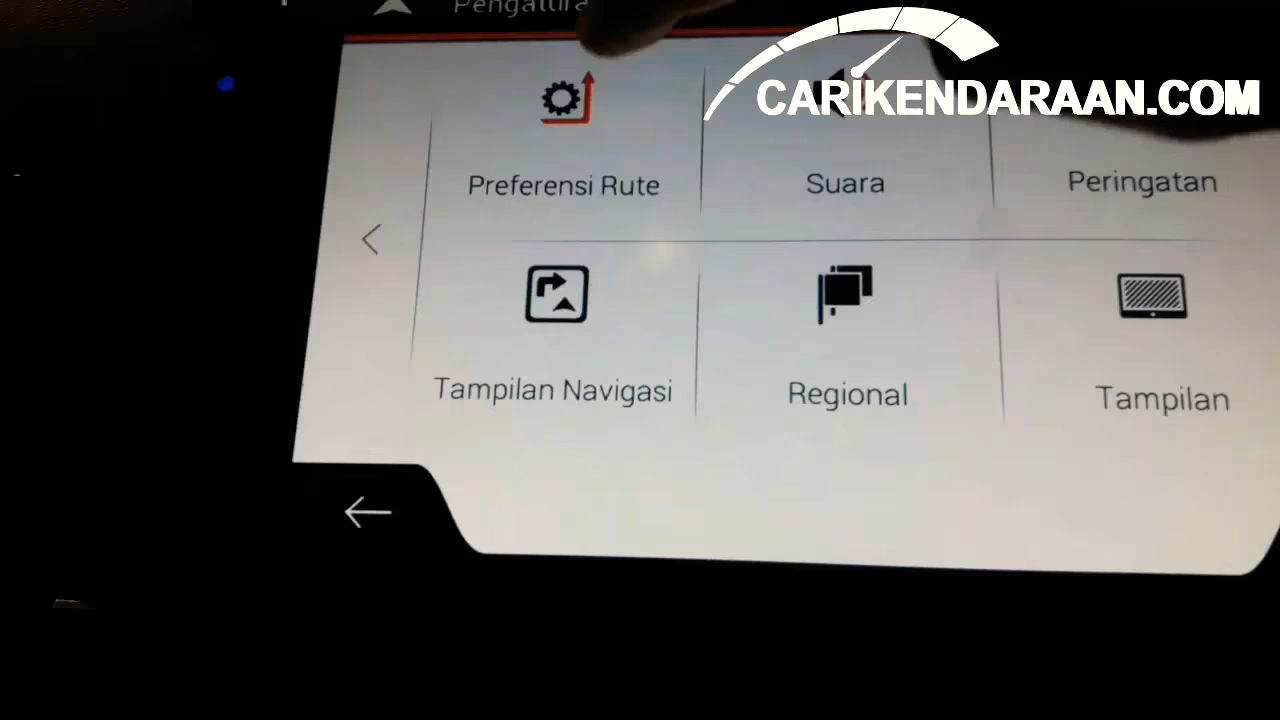 CARIKENDARAAN.COM
Preferensi Rute
Suara
Peringatan
Tampilan Navigasi
Regional
Tampilan